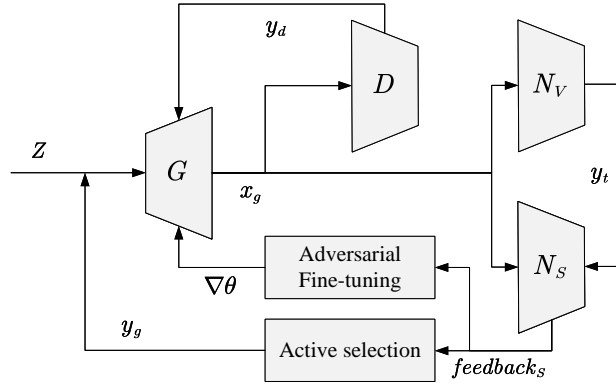 y_d
D
N_V
Z
G
x_g
y_t
Adversarial
Fine-tuning
N_S
∇θ
y_g
Active selection
feedback_S